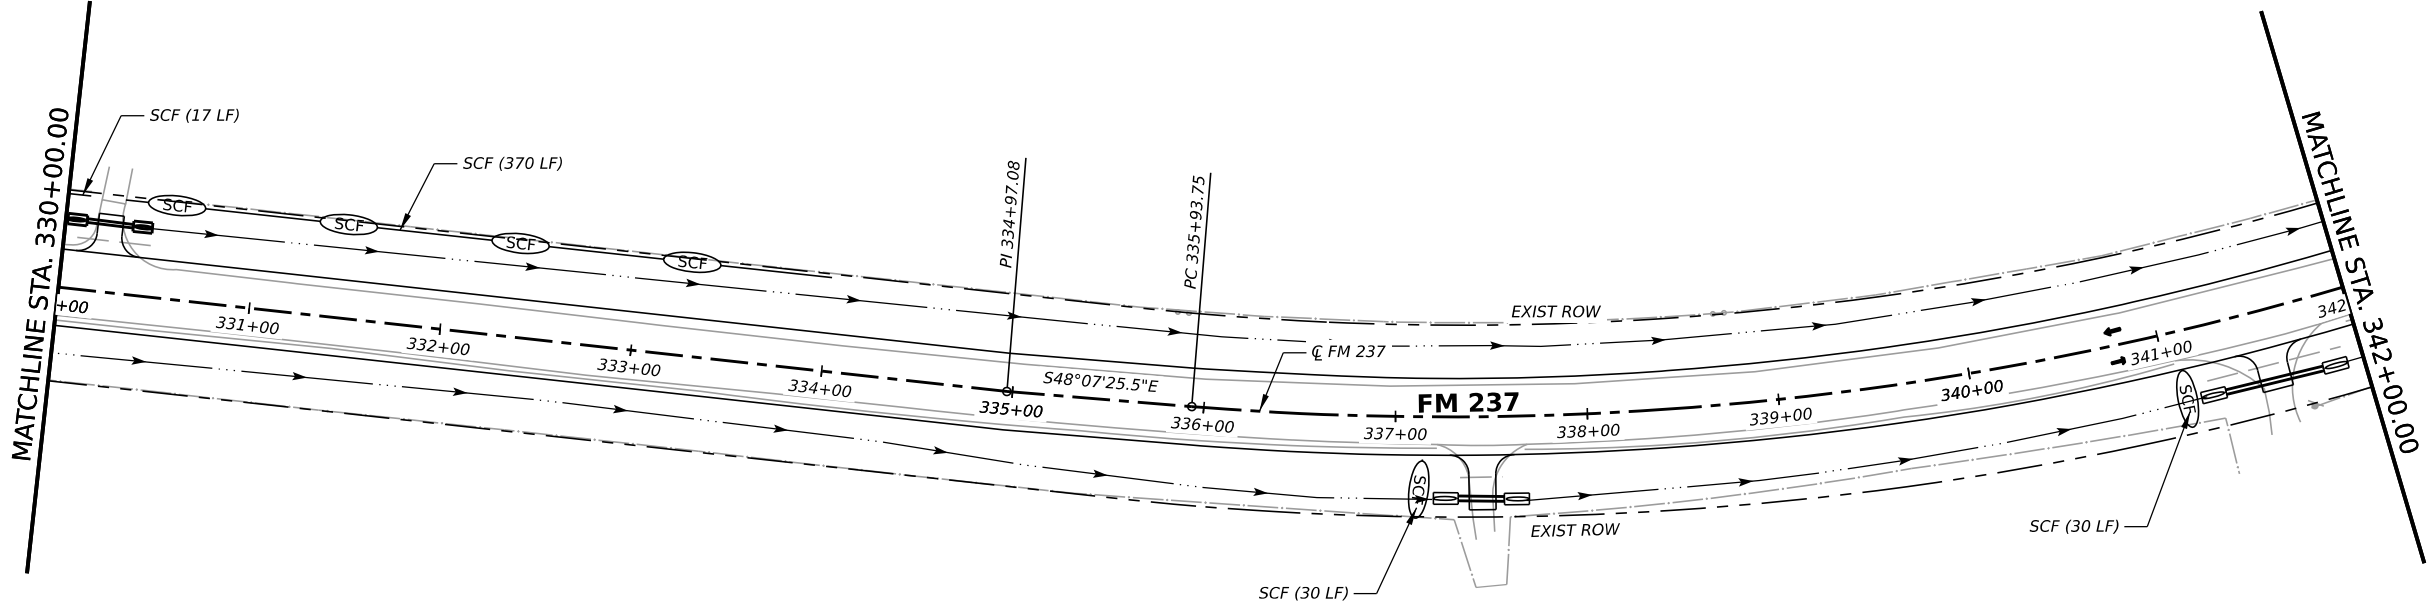 MATCHLINE STA. 330+00.00
SCF (17 LF)
SCF (370 LF)
SCF
SCF
SCF
SCF
PI 334+97.08
PC 335+93.75
EXIST ROW
℄ FM 237
S48°07'25.5"E
FM 237
+00
331+00
332+00
333+00
334+00
335+00
336+00
337+00
338+00
339+00
340+00
341+00
342
SCF
SCF
EXIST ROW
SCF (30 LF)
SCF (30 LF)
MATCHLINE STA. 342+00.00